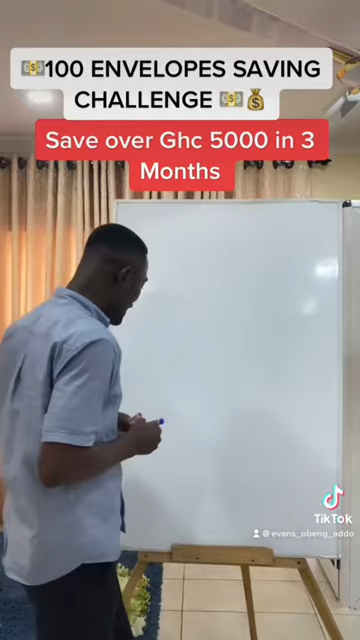 💵100 ENVELOPES SAVING
CHALLENGE 💵💰
Save over Ghc 5000 in 3
Months
TikTok
@evans_obeng_addo